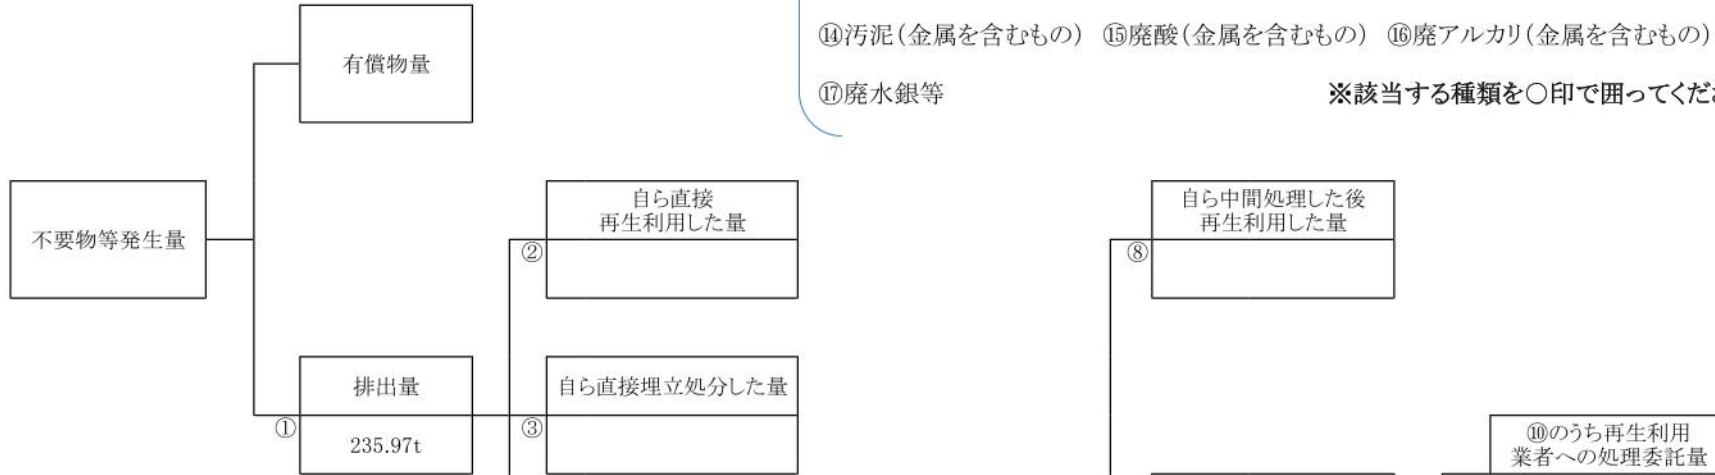 有償物量
⑭汚泥(金属を含むもの) ⑮廃酸(金属を含むもの) ⑯廃アルカリ(金属を含むもの)
⑰廃水銀等
※該当する種類を○印で囲ってくだ
不要物等発生量
自ら直接
再生利用した量
②
自ら中間処理した後
再生利用した量
⑧
排出量
①
235.97t
自ら直接埋立処分した量
③
⑩のうち再生利用
業者への処理委託量